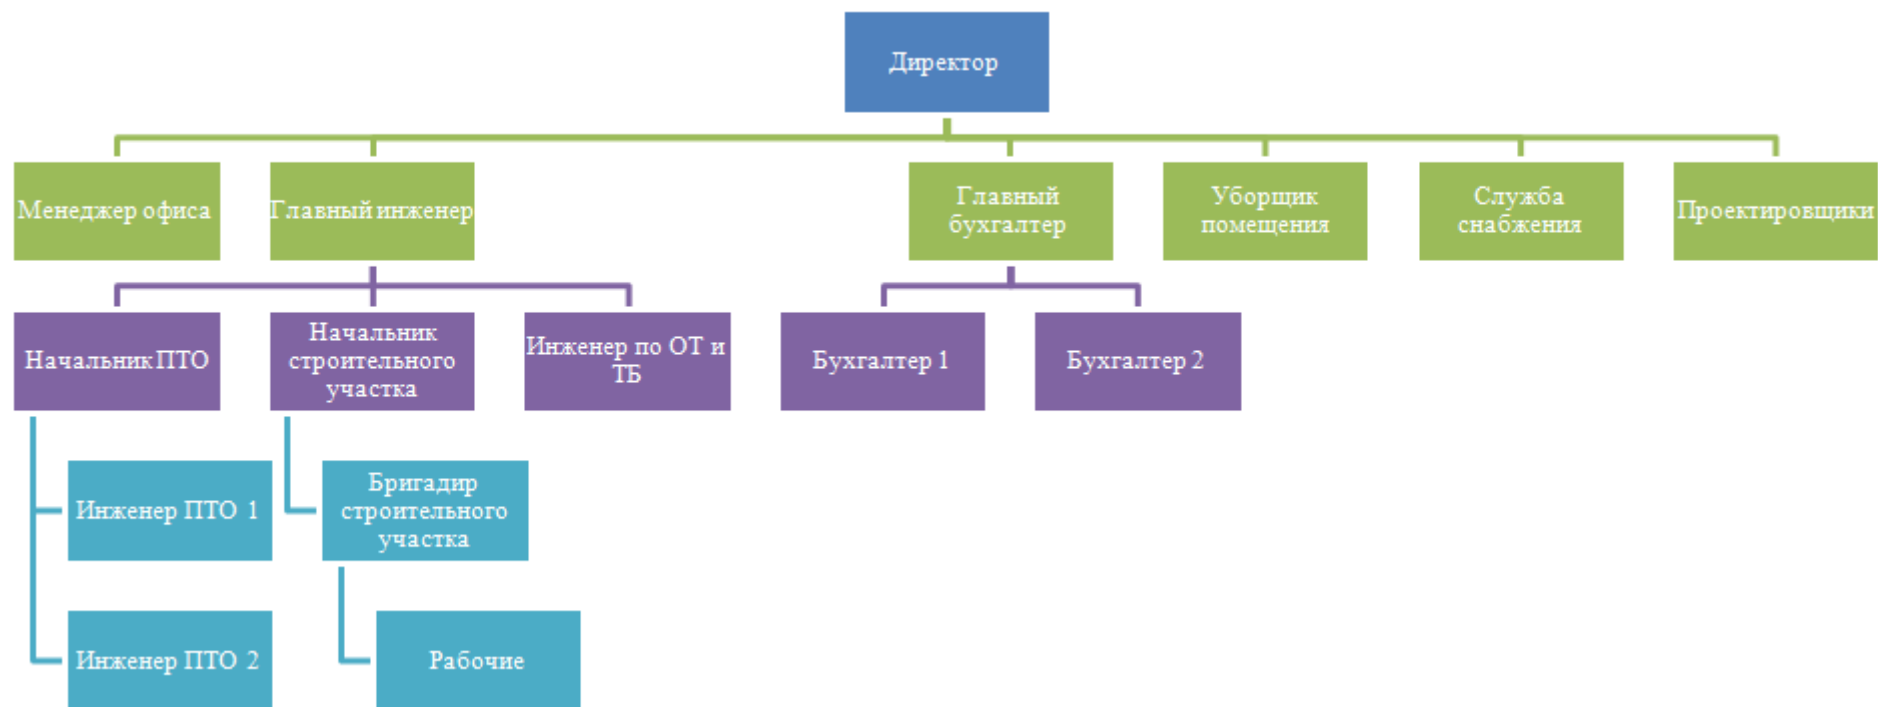 Директор
Менеджер офиса
Главный инженер
Главный
бухгалтер
Уборщик
помещения
Служба
снабжения
Проектировщики
Начальник ПТО
Начальник
строительного
участка
Инженер по ОТ и
ТБ
Бухгалтер 1
Бухгалтер 2
Инженер ПТО 1
Бригадир
строительного
участка
Инженер ПТО 2
Рабочие